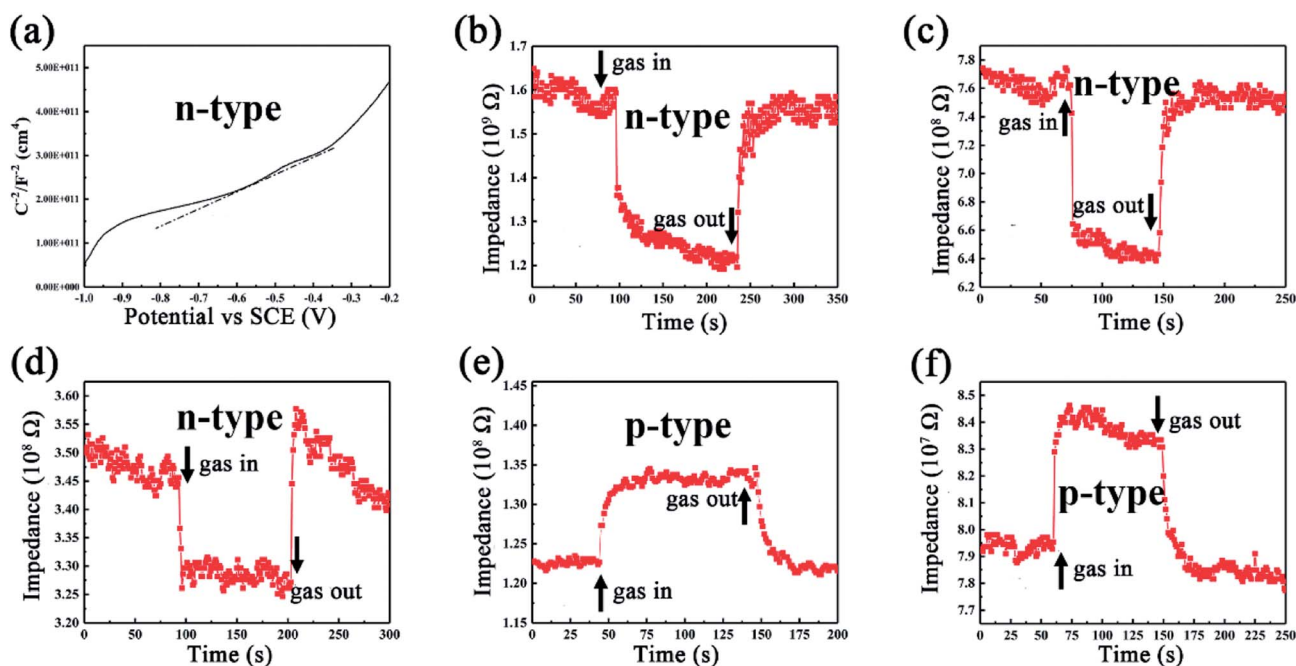 (a)
5.00E+011
4.00E+011
3.00E+011
2.00E+011
1.00E+011
0.00E+000
C⁻²/F⁻² (cm⁴)
n-type
-1.0 -0.9 -0.8 -0.7 -0.6 -0.5 -0.4 -0.3 -0.2
Potential vs SCE (V)
(b)
1.7
1.6
1.5
1.4
1.3
1.2
Impedance (10⁹ Ω)
gas in
n-type
gas out
0 50 100 150 200 250 300 350
Time (s)
(c)
7.8
7.6
7.4
7.2
7.0
6.8
6.6
6.4
6.2
Impedance (10⁸ Ω)
n-type
gas in
gas out
0 50 100 150 200 250
Time (s)
(d)
3.60
3.55
3.50
3.45
3.40
3.35
3.30
3.25
3.20
Impedance (10⁸ Ω)
n-type
gas in
gas out
0 50 100 150 200 250 300
Time (s)
(e)
1.45
1.40
1.35
1.30
1.25
1.20
1.15
Impedance (10⁸ Ω)
p-type
gas out
gas in
0 25 50 75 100 125 150 175 200
Time (s)
(f)
8.5
8.4
8.3
8.2
8.1
8.0
7.9
7.8
7.7
Impedance (10⁷ Ω)
gas out
p-type
gas in
0 25 50 75 100 125 150 175 200 225 250
Time (s)